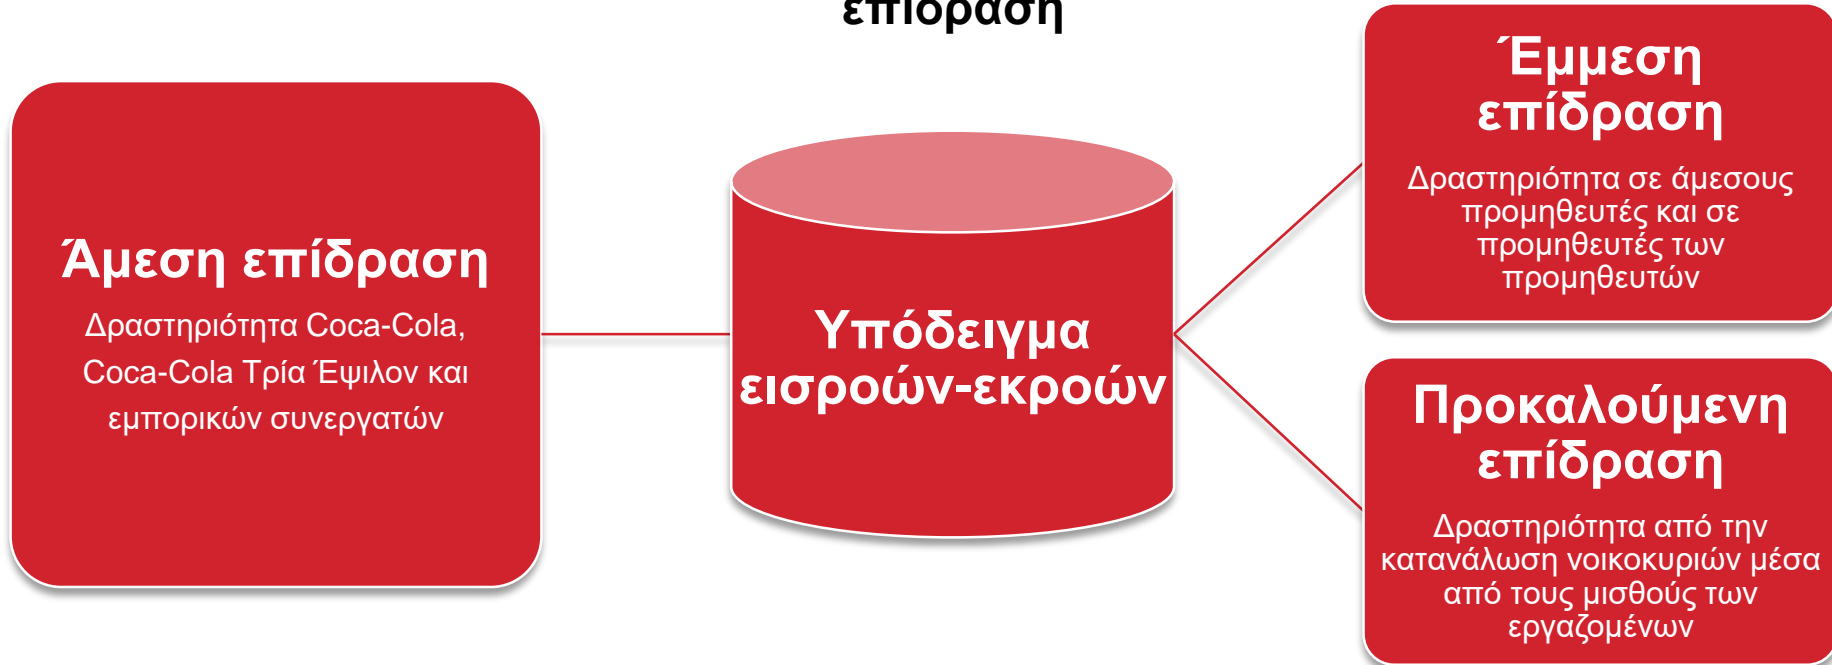 επίδραση
Άμεση επίδραση
Δραστηριότητα Coca-Cola,
Coca-Cola Τρία Έψιλον και
εμπορικών συνεργατών
Υπόδειγμα
εισροών-εκροών
Έμμεση
επίδραση
Δραστηριότητα σε άμεσους
προμηθευτές και σε
προμηθευτές των
προμηθευτών
Προκαλούμενη
επίδραση
Δραστηριότητα από την
κατανάλωση νοικοκυριών μέσα
από τους μισθούς των
εργαζομένων